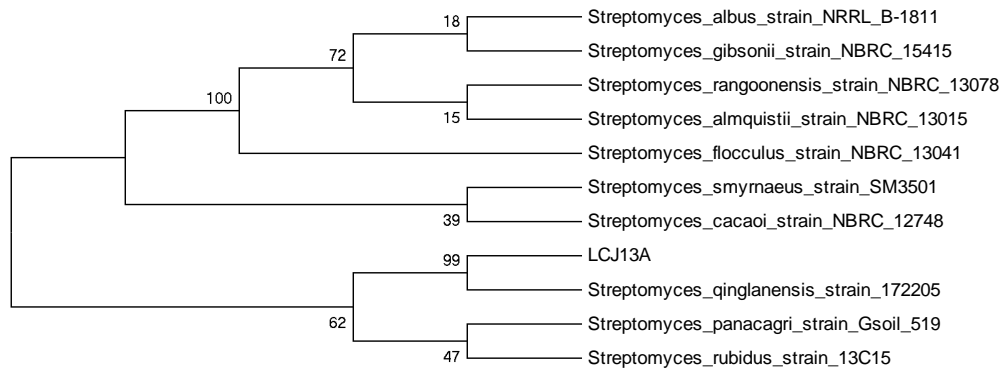 18
Streptomyces_albus_strain_NRRL_B-1811
72
Streptomyces_gibsonii_strain_NBRC_15415
100
Streptomyces_rangoonensis_strain_NBRC_13078
15
Streptomyces_almquistii_strain_NBRC_13015
Streptomyces_flocculus_strain_NBRC_13041
Streptomyces_smyrnaeus_strain_SM3501
39
Streptomyces_cacaoi_strain_NBRC_12748
99
LCJ13A
Streptomyces_qinglanensis_strain_172205
62
Streptomyces_panacagri_strain_Gsoil_519
47
Streptomyces_rubidus_strain_13C15